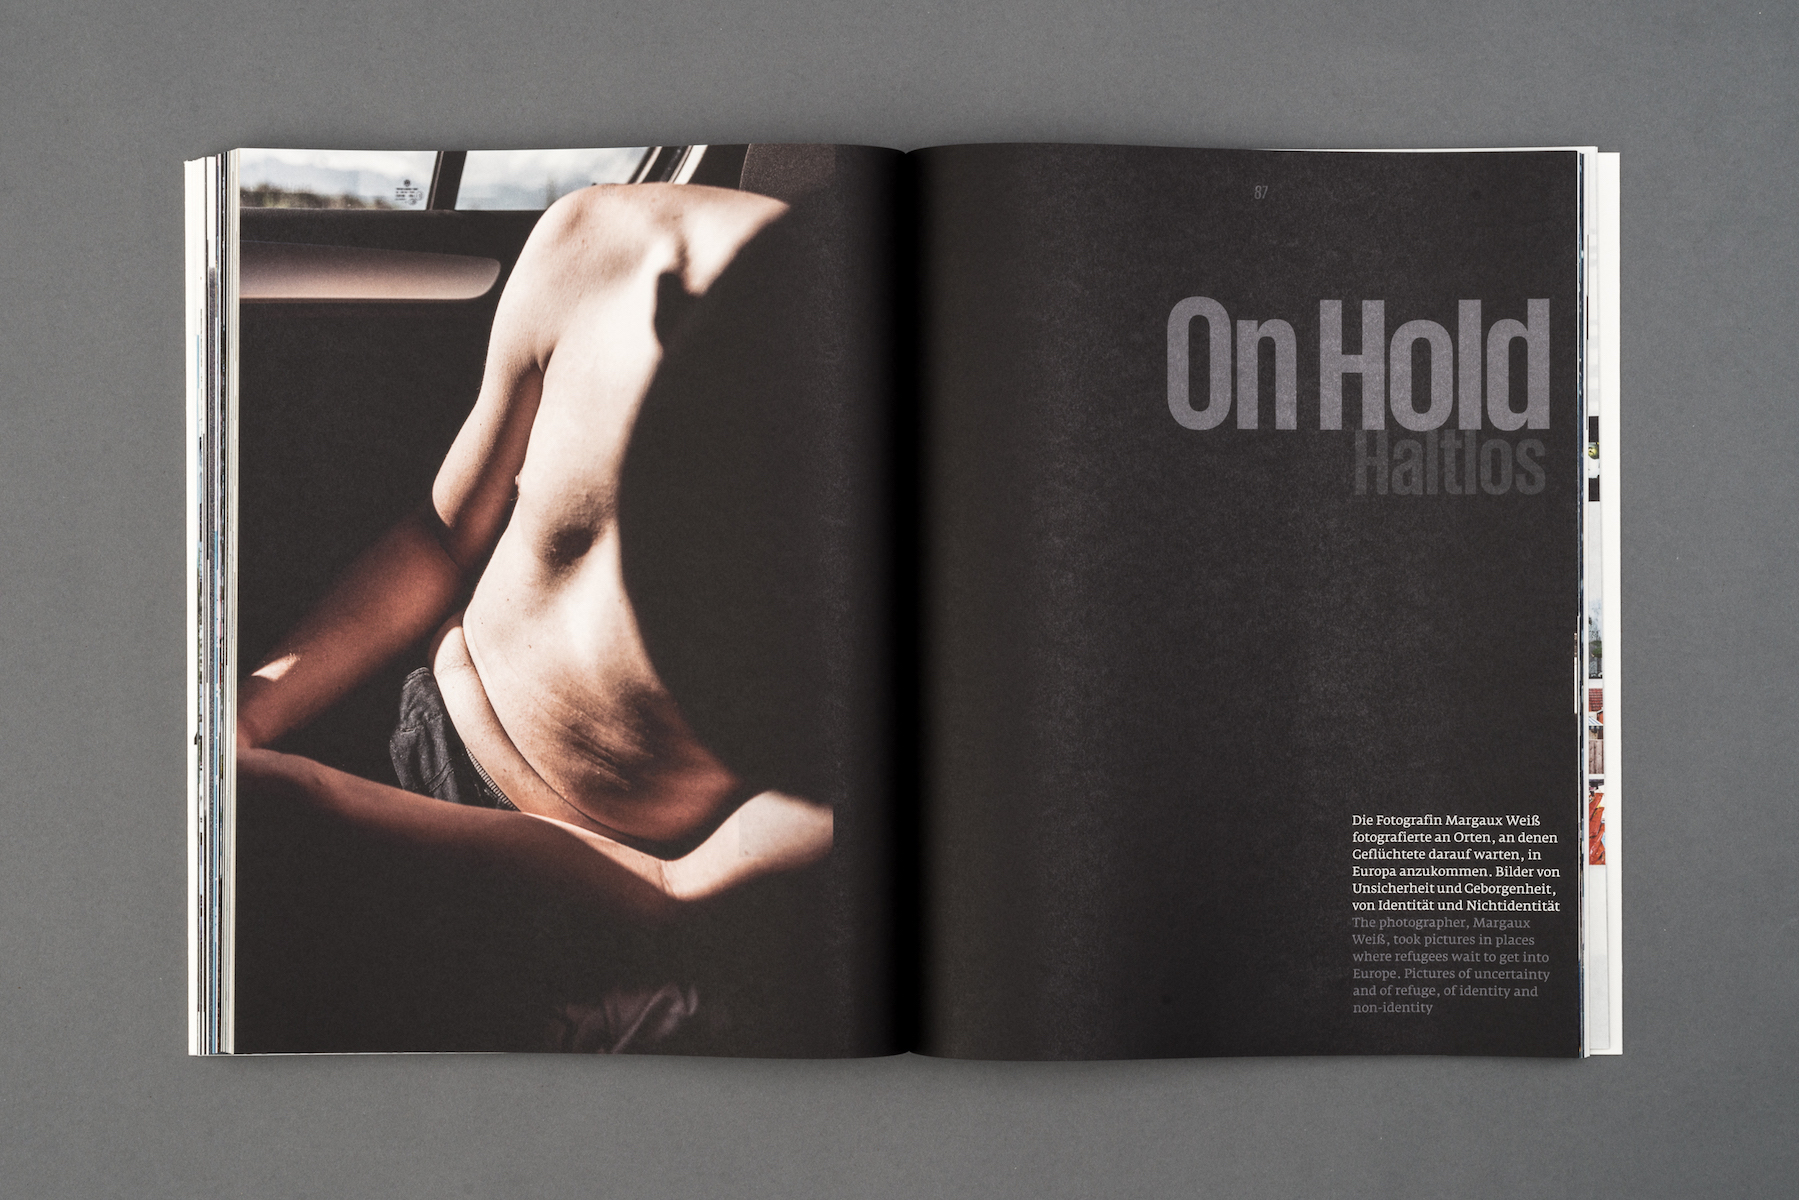 87
On Hold
Haltlos
Die Fotografin Margaux Weiß
fotografierte an Orten, an denen
Geflüchtete darauf warten, in
Europa anzukommen. Bilder von
Unsicherheit und Geborgenheit,
von Identität und Nichtidentität
The photographer, Margaux
Weiß, took pictures in places
where refugees wait to get into
Europe. Pictures of uncertainty
and of refuge, of identity and
non-identity